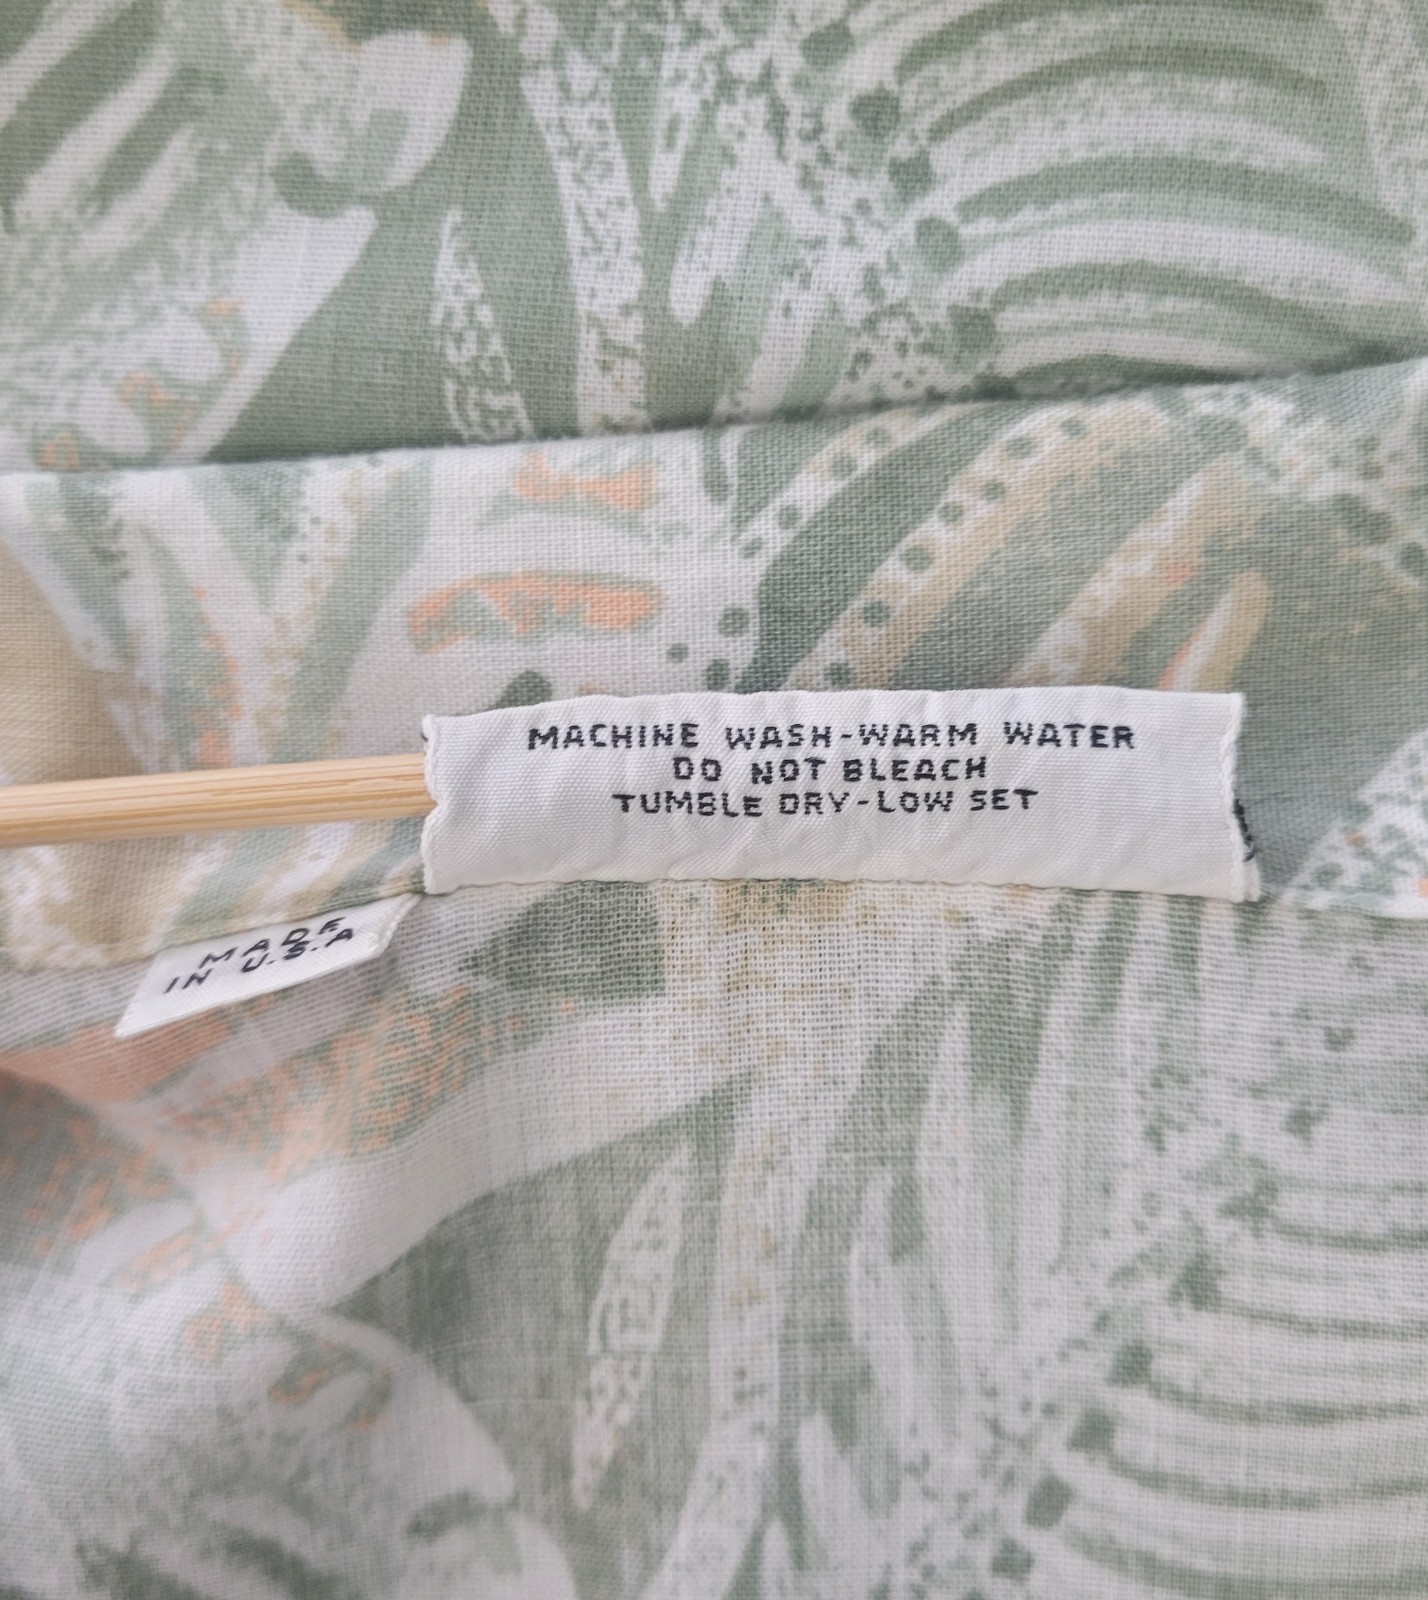 MACHINE WASH-WARM WATER
DO NOT BLEACH
TUMBLE DRY-LOW SET
MADE
IN U.S.A